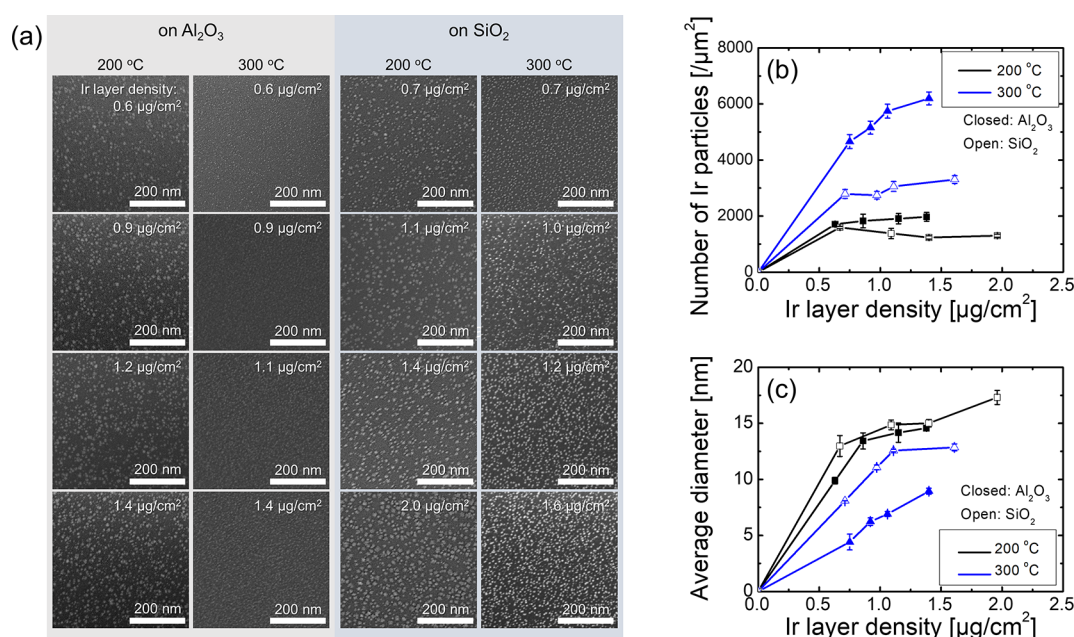 (a)
on Al₂O₃
on SiO₂
200 °C
300 °C
200 °C
300 °C
Ir layer density:
0.6 µg/cm²
0.6 µg/cm²
0.7 µg/cm²
0.7 µg/cm²
200 nm
200 nm
200 nm
200 nm
0.9 µg/cm²
0.9 µg/cm²
1.1 µg/cm²
1.0 µg/cm²
200 nm
200 nm
200 nm
200 nm
1.2 µg/cm²
1.1 µg/cm²
1.4 µg/cm²
1.2 µg/cm²
200 nm
200 nm
200 nm
200 nm
1.4 µg/cm²
1.4 µg/cm²
2.0 µg/cm²
1.6 µg/cm²
200 nm
200 nm
200 nm
200 nm
Number of Ir particles [/µm²]
8000
6000
4000
2000
0
(b)
200 °C
300 °C
Closed: Al₂O₃
Open: SiO₂
0.0 0.5 1.0 1.5 2.0 2.5
Ir layer density [µg/cm²]
Average diameter [nm]
20
15
10
5
0
(c)
Closed: Al₂O₃
Open: SiO₂
200 °C
300 °C
0.0 0.5 1.0 1.5 2.0 2.5
Ir layer density [µg/cm²]